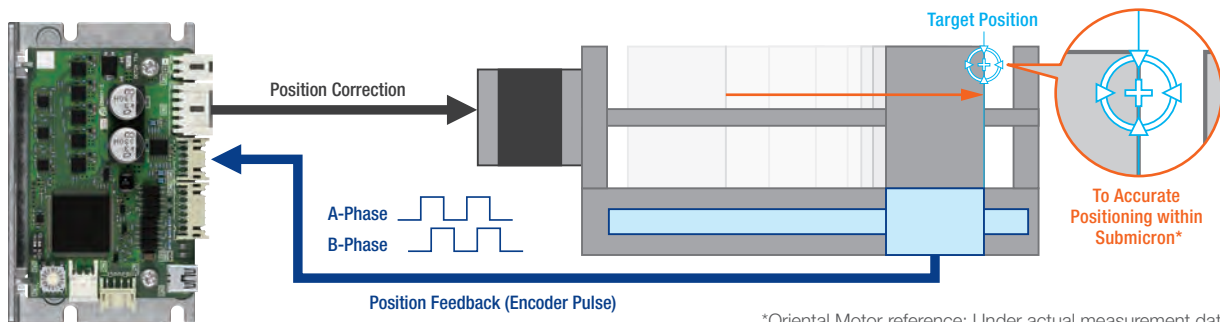 Target Position
Position Correction
A-Phase
B-Phase
To Accurate
Positioning within
Submicron*
Position Feedback (Encoder Pulse)
*Oriental Motor reference: Under actual measurement dat